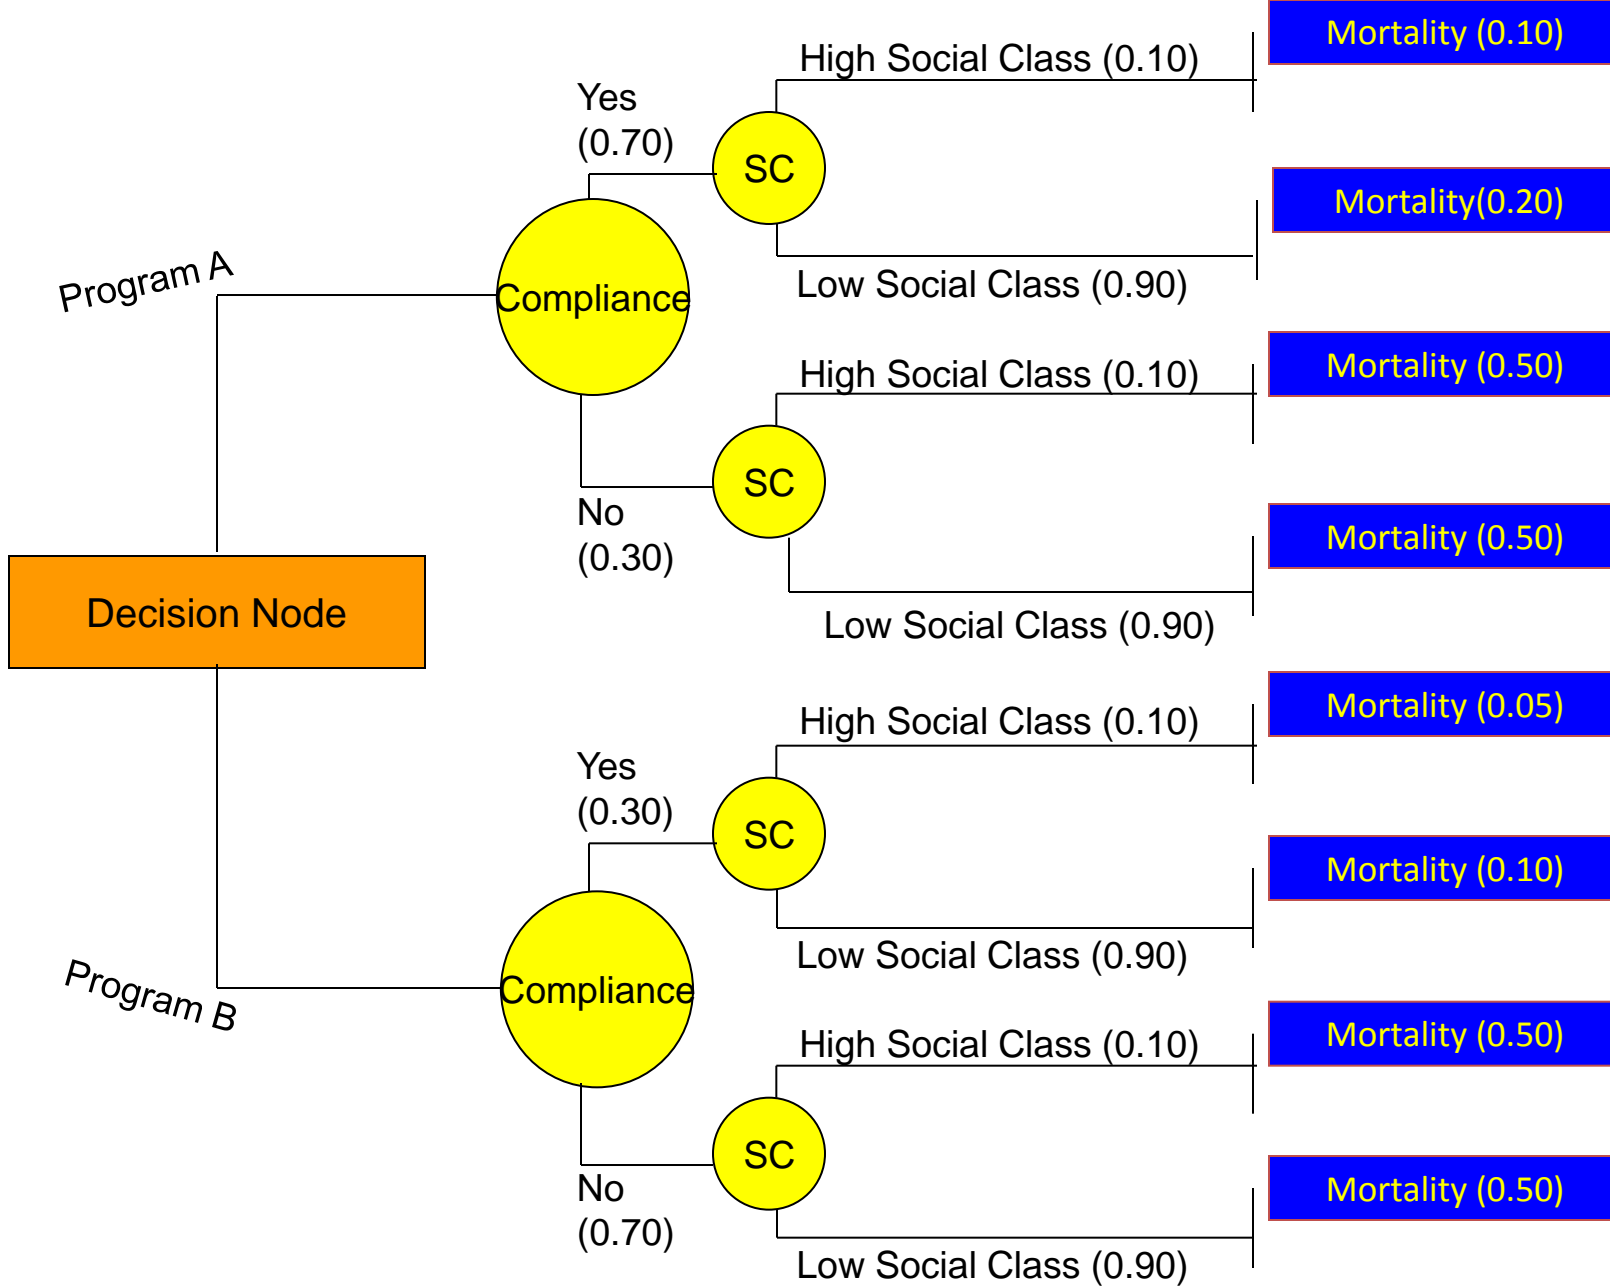 Mortality (0.10)
High Social Class (0.10)
Yes
(0.70)
SC
Mortality(0.20)
Program A
Low Social Class (0.90)
Compliance
Mortality (0.50)
High Social Class (0.10)
SC
No
(0.30)
Mortality (0.50)
Decision Node
Low Social Class (0.90)
Mortality (0.05)
High Social Class (0.10)
Yes
(0.30)
SC
Mortality (0.10)
Low Social Class (0.90)
Program B
Compliance
Mortality (0.50)
High Social Class (0.10)
SC
No
(0.70)
Mortality (0.50)
Low Social Class (0.90)